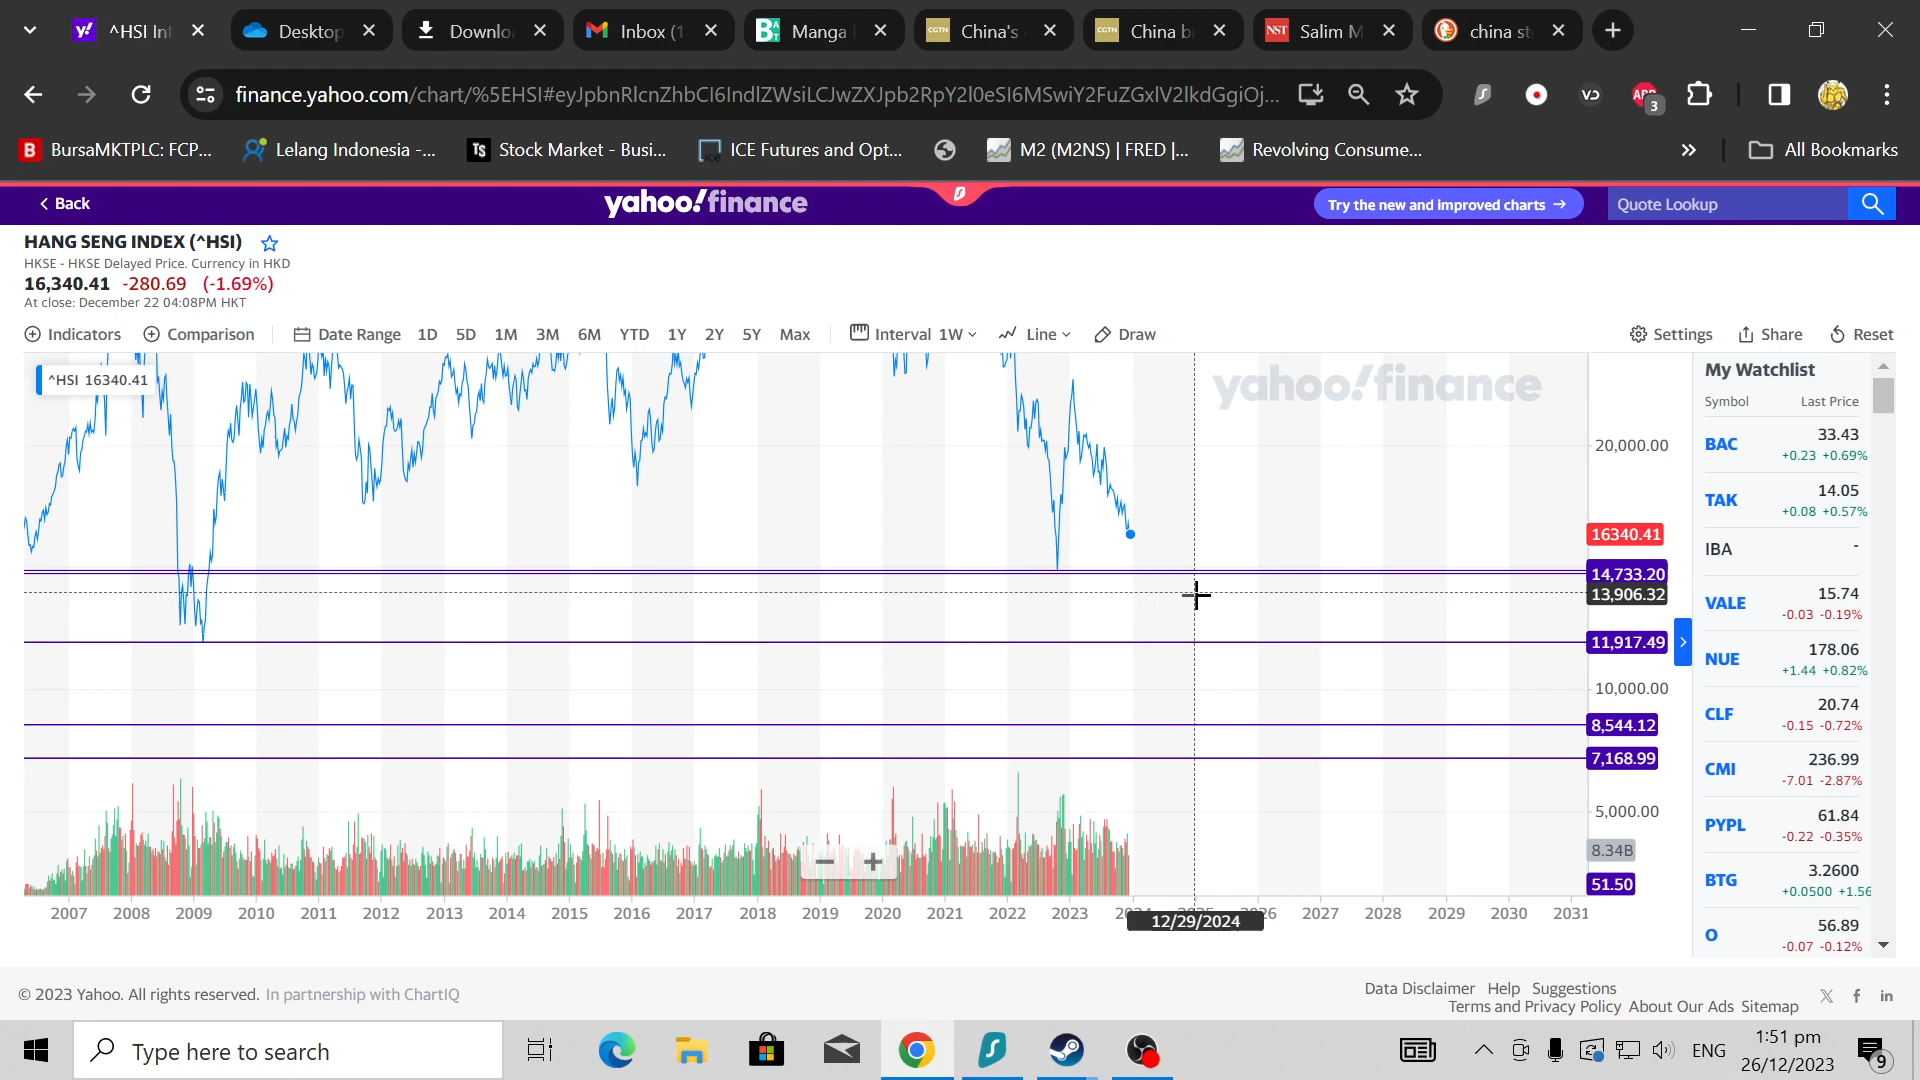 ^HSI Int
Desktop
Downlo
Inbox (1
Manga
China's
China b
Salim M
china st
finance.yahoo.com/chart/%5EHSI#eyJpbnRlcnZhbCI6IndlZWsiLCJwZXJpb2RpY2l0eSI6MSwiY2FuZGxlV2lkdGgiOj...
BursaMKTPLC: FCP...
Lelang Indonesia -...
Stock Market - Busi...
ICE Futures and Opt...
M2 (M2NS) | FRED |...
Revolving Consume...
All Bookmarks
Back
yahoo!finance
Try the new and improved charts →
Quote Lookup
HANG SENG INDEX (^HSI)
HKSE - HKSE Delayed Price. Currency in HKD
16,340.41 -280.69 (-1.69%)
At close: December 22 04:08PM HKT
Indicators
Comparison
Date Range 1D 5D 1M 3M 6M YTD 1Y 2Y 5Y Max
Interval 1W
Line
Draw
Settings
Share
Reset
^HSI 16340.41
yahoo!finance
20,000.00
16340.41
14,733.20
13,906.32
11,917.49
10,000.00
8,544.12
7,168.99
5,000.00
8.34B
51.50
2007 2008 2009 2010 2011 2012 2013 2014 2015 2016 2017 2018 2019 2020 2021 2022 2023 2027 2028 2029 2030 2031
12/29/2024
My Watchlist
Symbol Last Price
BAC 33.43
+0.23 +0.69%
TAK 14.05
+0.08 +0.57%
IBA -
VALE 15.74
-0.03 -0.19%
NUE 178.06
+1.44 +0.82%
CLF 20.74
-0.15 -0.72%
CMI 236.99
-7.01 -2.87%
PYPL 61.84
-0.22 -0.35%
BTG 3.2600
+0.0500 +1.56
O 56.89
-0.07 -0.12%
© 2023 Yahoo. All rights reserved. In partnership with ChartIQ
Data Disclaimer Help Suggestions
Terms and Privacy Policy About Our Ads Sitemap
Type here to search
ENG
1:51 pm
26/12/2023
9